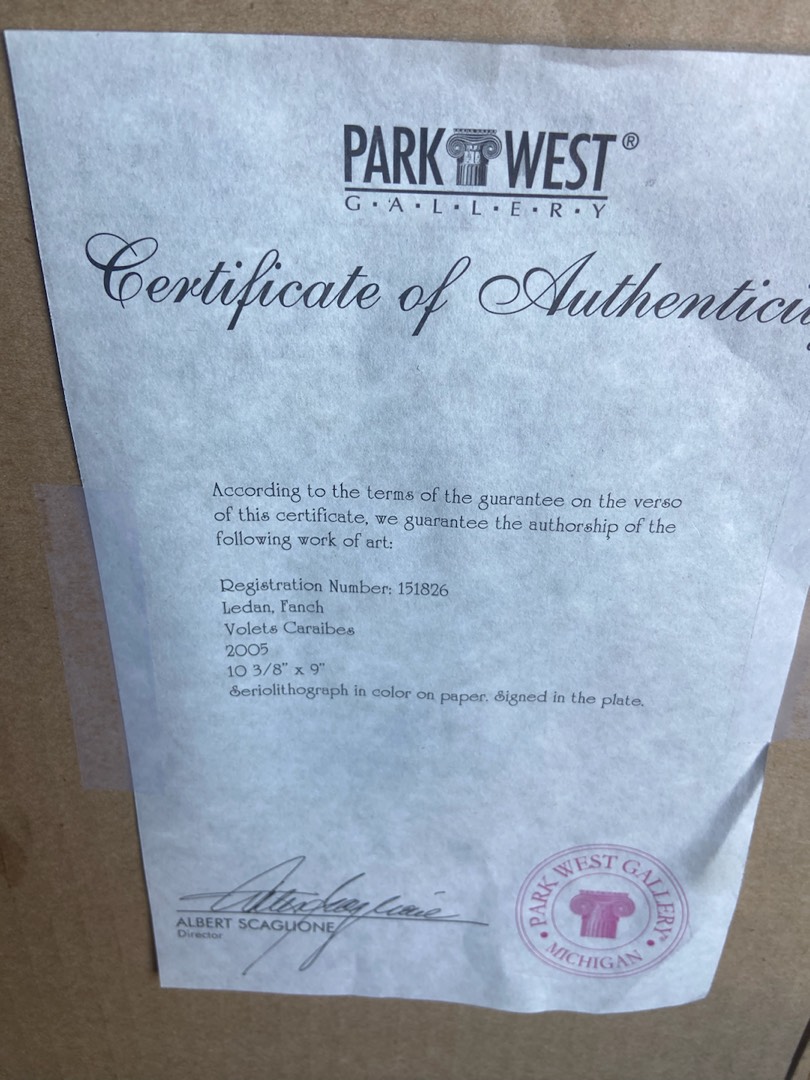 PARK WEST®
G·A·L·L·E·R·Y
Certificate of
According to the terms of the guarantee on the verso
of this certificate, we guarantee the authorship of the
following work of art:
Registration Number: 151826
Ledan, Fanch
Volets Caraibes
2005
10 3/8" x 9"
Seriolithograph in color on paper. Signed in the plate.
ALBERT SCAGLIONE
Director
PARK WEST GALLERY
• MICHIGAN •